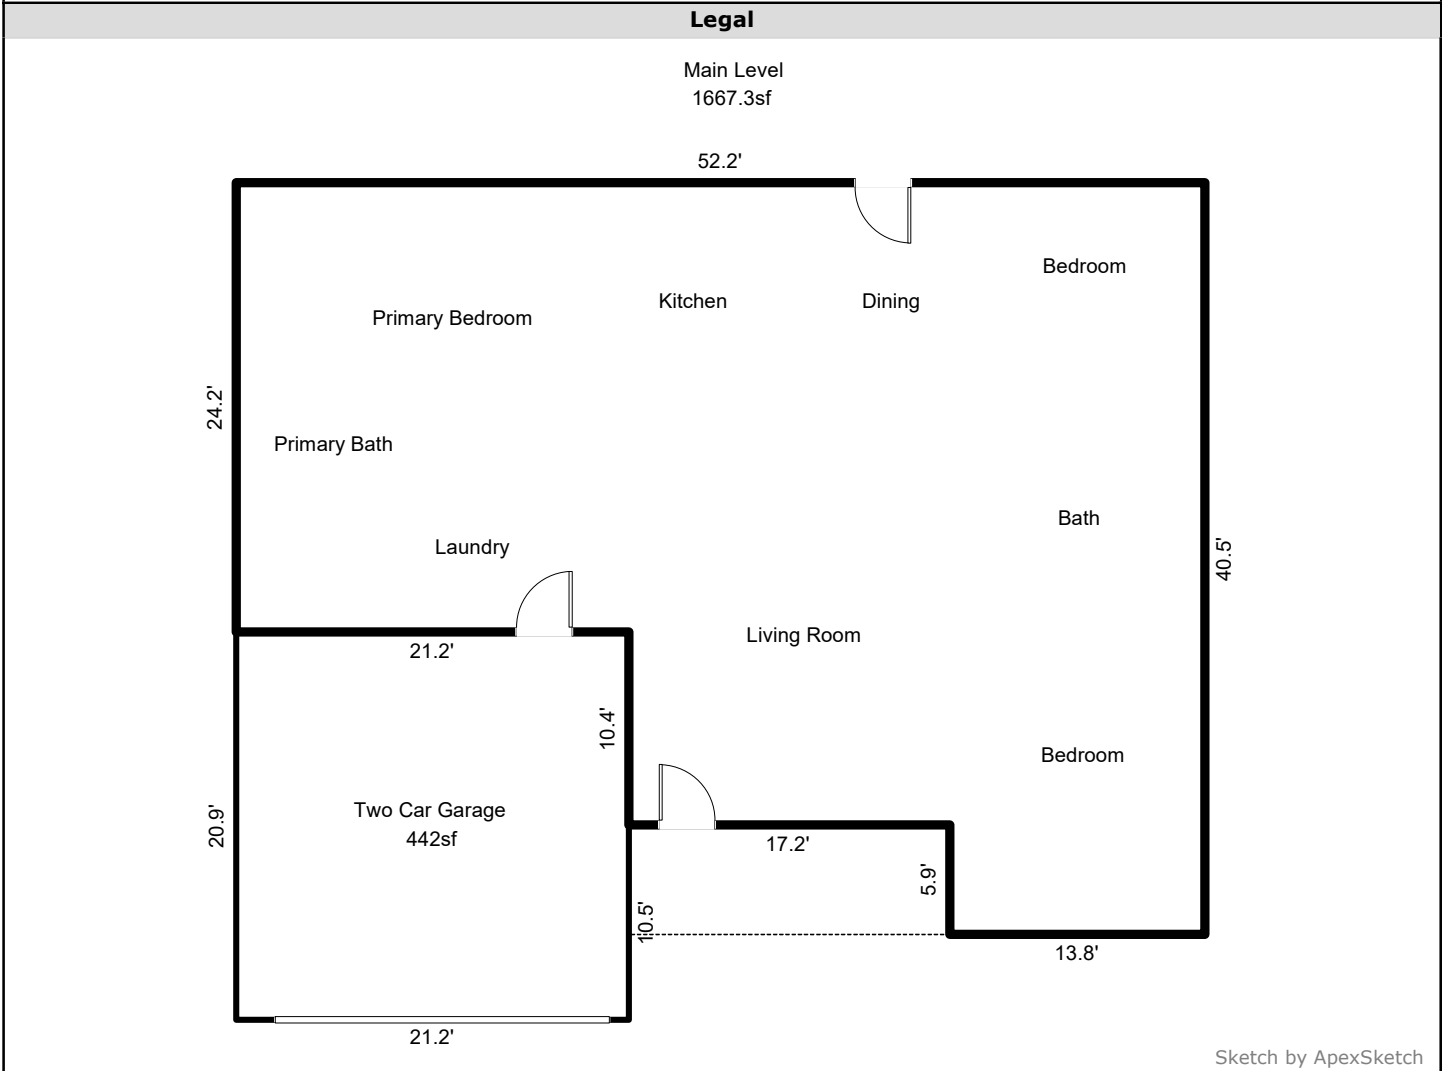 Legal
Main Level
1667.3sf
52.2'
Bedroom
Kitchen
Dining
Primary Bedroom
24.2'
Primary Bath
Bath
Laundry
40.5'
Living Room
21.2'
10.4'
Bedroom
Two Car Garage
442sf
20.9'
17.2'
5.9'
10.5'
13.8'
21.2'
Sketch by ApexSketch